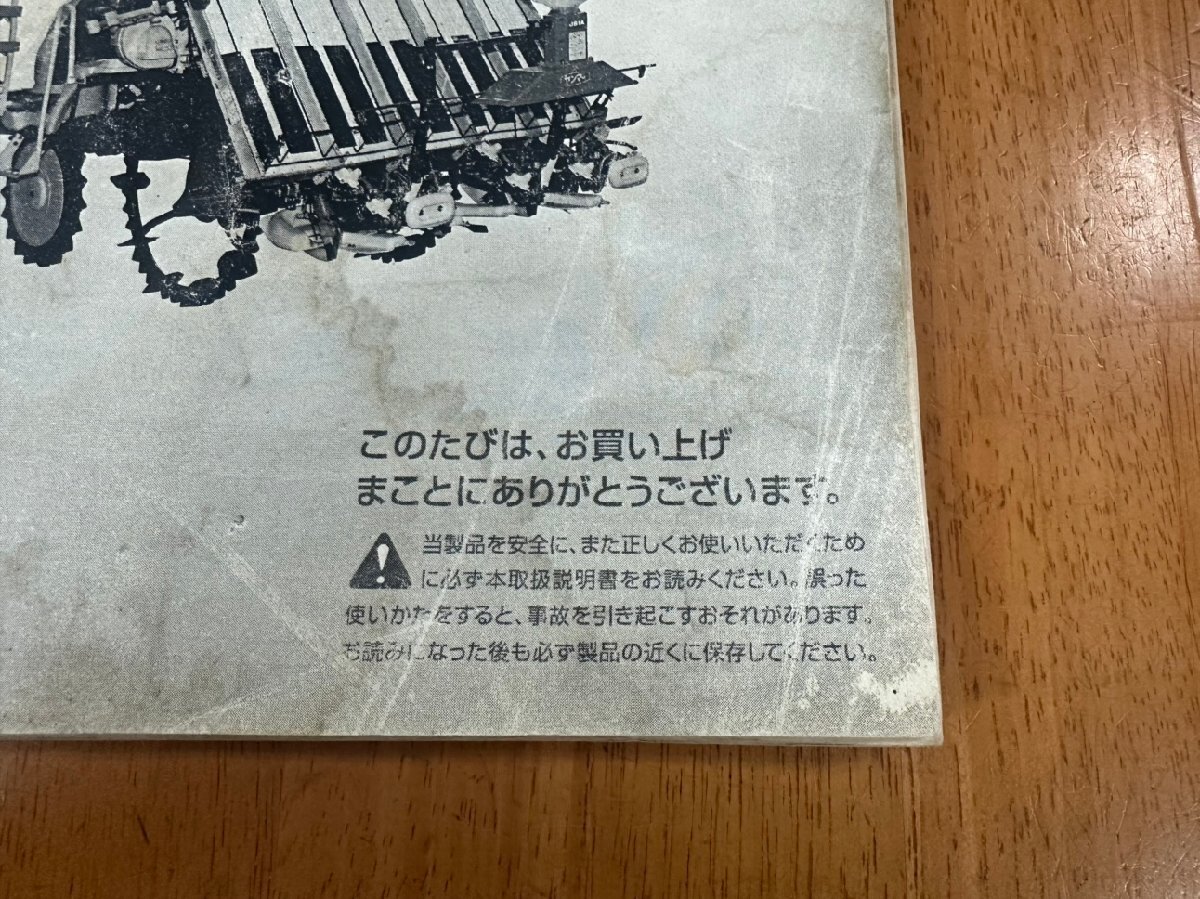 ヤンマー
このたびは、お買い上げ
まことにありがとうございます。
当製品を安全に、また正しくお使いいただくため
に必ず本取扱説明書をお読みください。誤った
使いかたをすると、事故を引き起こすおそれがあります。
お読みになった後も必ず製品の近くに保存してください。